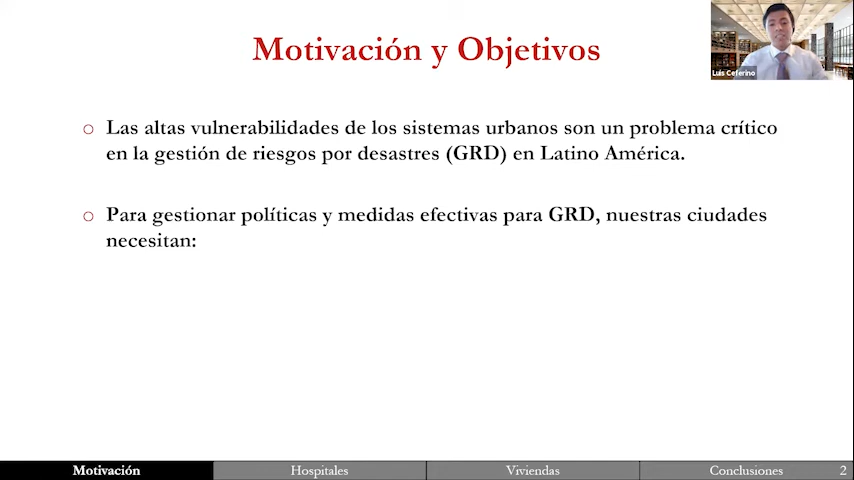 Motivación y Objetivos
Luis Ceferino
Las altas vulnerabilidades de los sistemas urbanos son un problema crítico
en la gestión de riesgos por desastres (GRD) en Latino América.
Para gestionar políticas y medidas efectivas para GRD, nuestras ciudades
necesitan:
Motivación Hospitales Viviendas Conclusiones 2